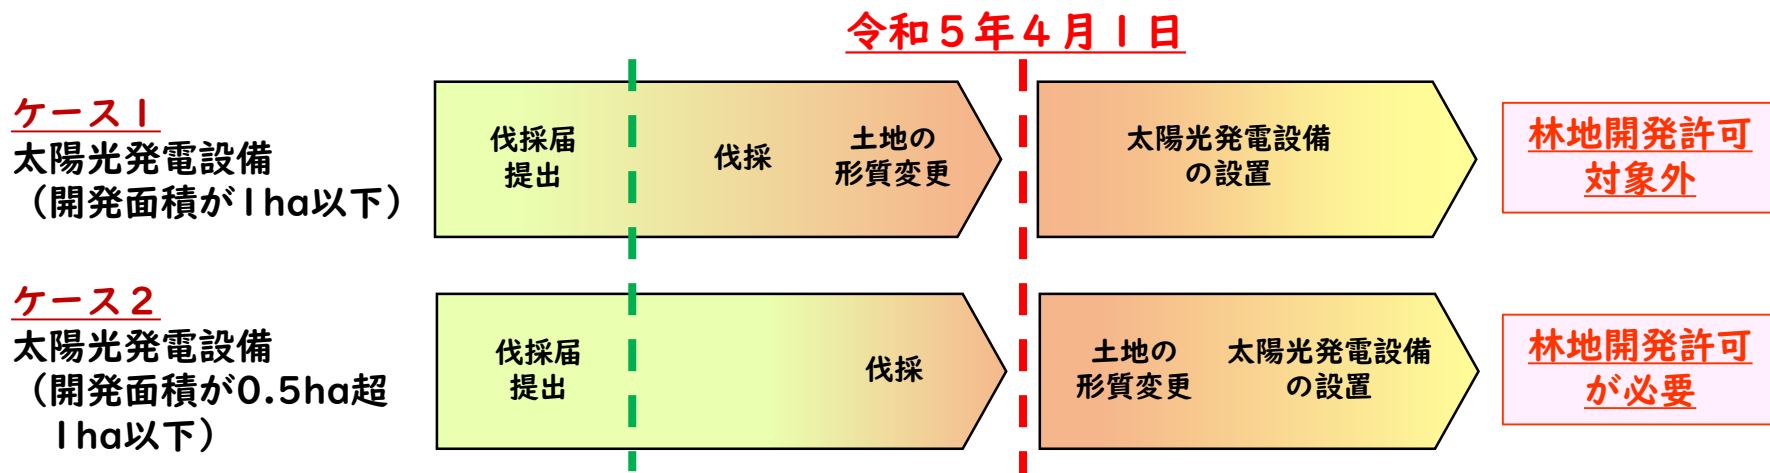 令和５年４月１日
ケース１
太陽光発電設備
（開発面積が１ha以下）
伐採届
提出
伐採
土地の
形質変更
太陽光発電設備
の設置
林地開発許可
対象外
ケース２
太陽光発電設備
（開発面積が0.5ha超
１ha以下）
伐採届
提出
伐採
土地の
形質変更
太陽光発電設備
の設置
林地開発許可
が必要